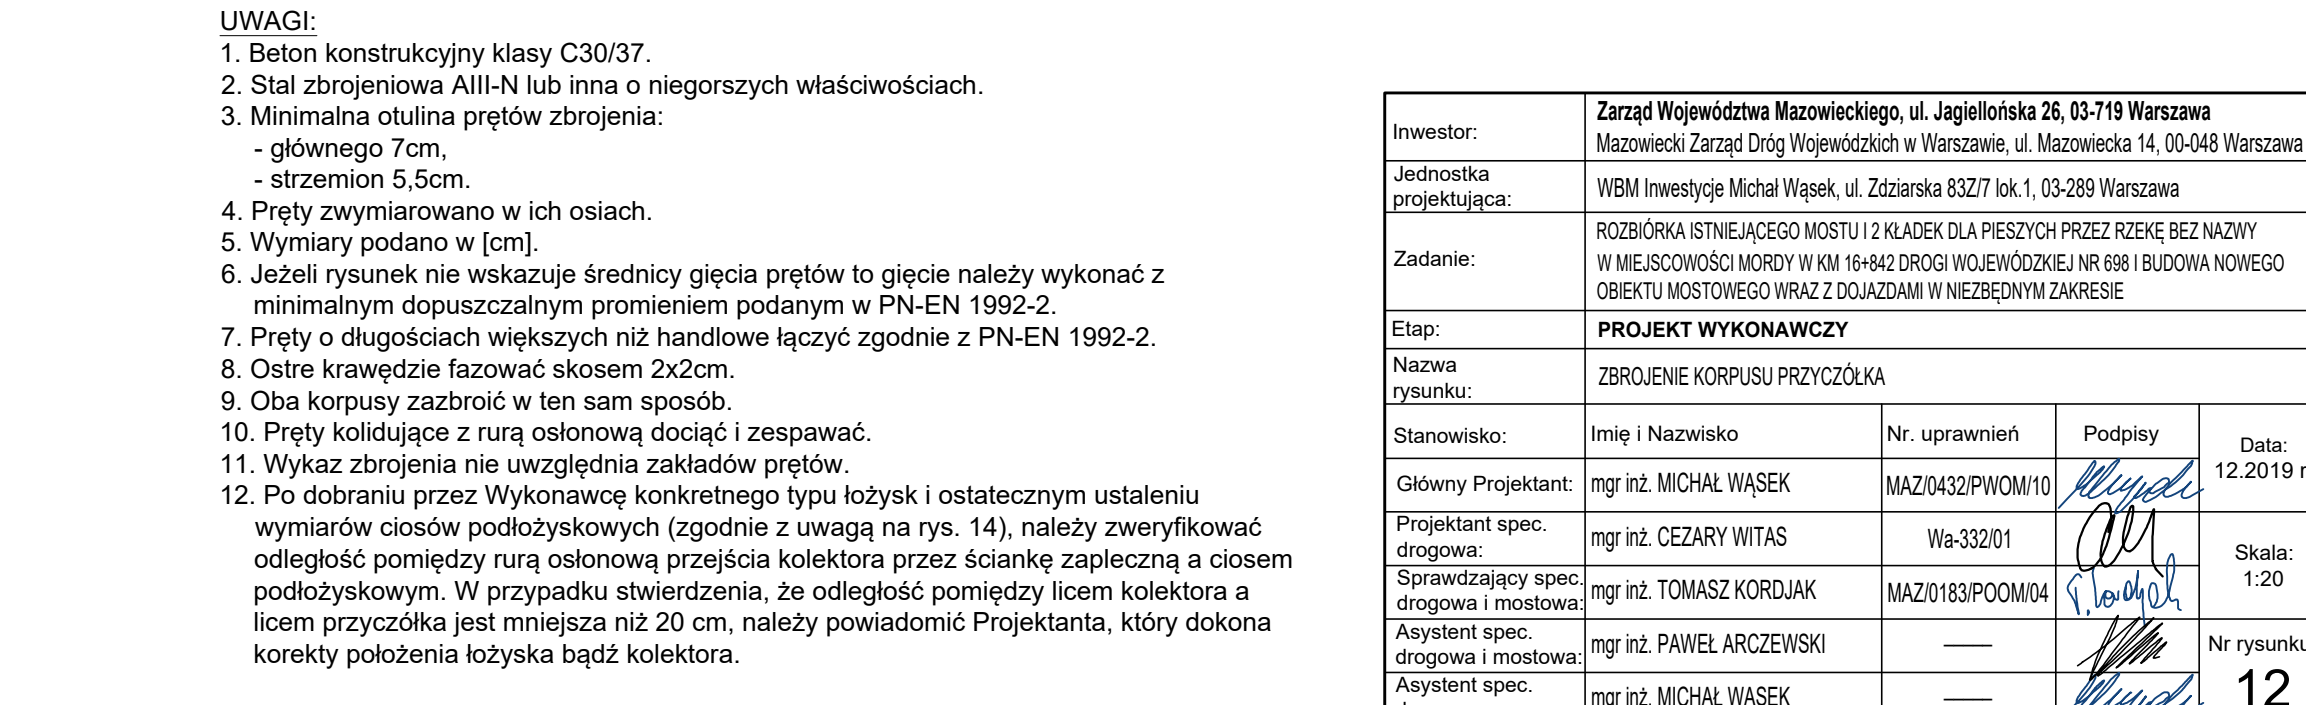 UWAGI:
1. Beton konstrukcyjny klasy C30/37.
2. Stal zbrojeniowa AIII-N lub inna o niegorszych właściwościach.
3. Minimalna otulina prętów zbrojenia:
- głównego 7cm,
- strzemion 5,5cm.
4. Pręty zwymiarowano w ich osiach.
5. Wymiary podano w [cm].
6. Jeżeli rysunek nie wskazuje średnicy gięcia prętów to gięcie należy wykonać z
minimalnym dopuszczalnym promieniem podanym w PN-EN 1992-2.
7. Pręty o długościach większych niż handlowe łączyć zgodnie z PN-EN 1992-2.
8. Ostre krawędzie fazować skosem 2x2cm.
9. Oba korpusy zazbroić w ten sam sposób.
10. Pręty kolidujące z rurą osłonową dociąć i zespawać.
11. Wykaz zbrojenia nie uwzględnia zakładów prętów.
12. Po dobraniu przez Wykonawcę konkretnego typu łożysk i ostatecznym ustaleniu
wymiarów ciosów podłożyskowych (zgodnie z uwagą na rys. 14), należy zweryfikować
odległość pomiędzy rurą osłonową przejścia kolektora przez ściankę zapleczną a ciosem
podłożyskowym. W przypadku stwierdzenia, że odległość pomiędzy licem kolektora a
licem przyczółka jest mniejsza niż 20 cm, należy powiadomić Projektanta, który dokona
korekty położenia łożyska bądź kolektora.
Inwestor:
Zarząd Województwa Mazowieckiego, ul. Jagiellońska 26, 03-719 Warszawa
Mazowiecki Zarząd Dróg Wojewódzkich w Warszawie, ul. Mazowiecka 14, 00-048 Warszawa
Jednostka
projektująca:
WBM Inwestycje Michał Wąsek, ul. Zdziarska 83Z/7 lok.1, 03-289 Warszawa
Zadanie:
ROZBIÓRKA ISTNIEJĄCEGO MOSTU I 2 KŁADEK DLA PIESZYCH PRZEZ RZEKĘ BEZ NAZWY
W MIEJSCOWOŚCI MORDY W KM 16+842 DROGI WOJEWÓDZKIEJ NR 698 I BUDOWA NOWEGO
OBIEKTU MOSTOWEGO WRAZ Z DOJAZDAMI W NIEZBĘDNYM ZAKRESIE
Etap:
PROJEKT WYKONAWCZY
Nazwa
rysunku:
ZBROJENIE KORPUSU PRZYCZÓŁKA
Stanowisko:
Imię i Nazwisko
Nr. uprawnień
Podpisy
Data:
12.2019 r
Główny Projektant:
mgr inż. MICHAŁ WĄSEK
MAZ/0432/PWOM/10
Projektant spec.
drogowa:
mgr inż. CEZARY WITAS
Wa-332/01
Skala:
1:20
Sprawdzający spec.
drogowa i mostowa:
mgr inż. TOMASZ KORDJAK
MAZ/0183/POOM/04
T. Kordjak
Asystent spec.
drogowa i mostowa:
mgr inż. PAWEŁ ARCZEWSKI
Nr rysunku
12
Asystent spec.
mgr inż. MICHAŁ WĄSEK